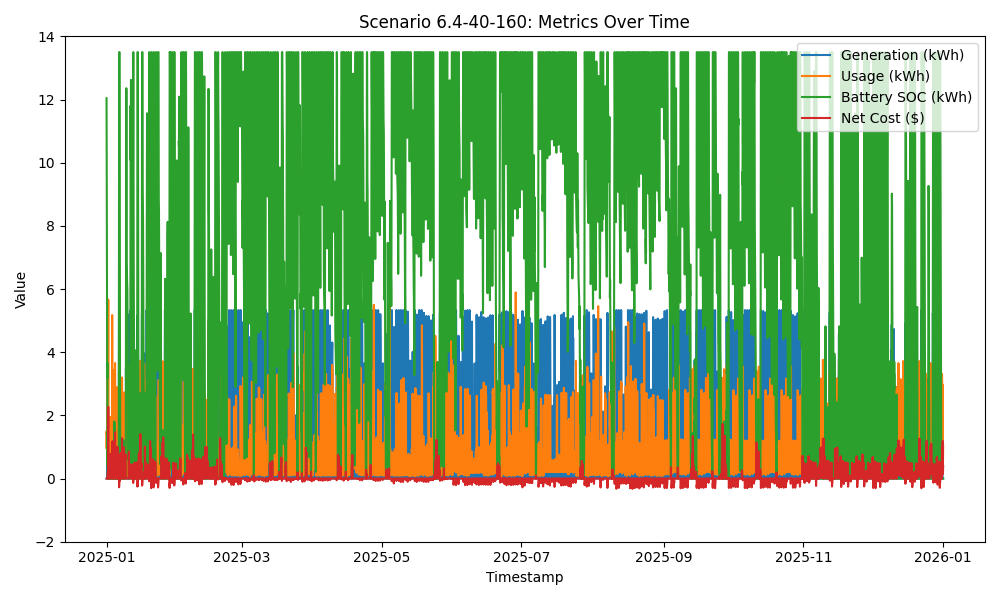 Scenario 6.4-40-160: Metrics Over Time
14
12
10
8
6
4
2
0
−2
Value
Generation (kWh)
Usage (kWh)
Battery SOC (kWh)
Net Cost ($)
2025-01 2025-03 2025-05 2025-07 2025-09 2025-11 2026-01
Timestamp